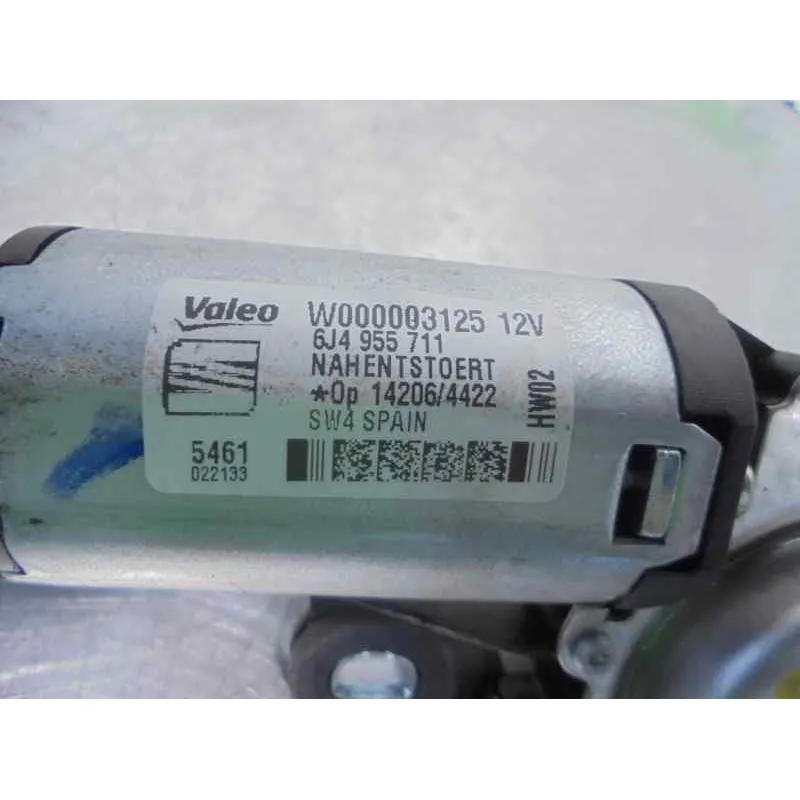 Valeo W000003125 12V
6J4 955 711
NAHENTSTOERT
*Op 14206/4422
SW4 SPAIN
HW02
5461
022133